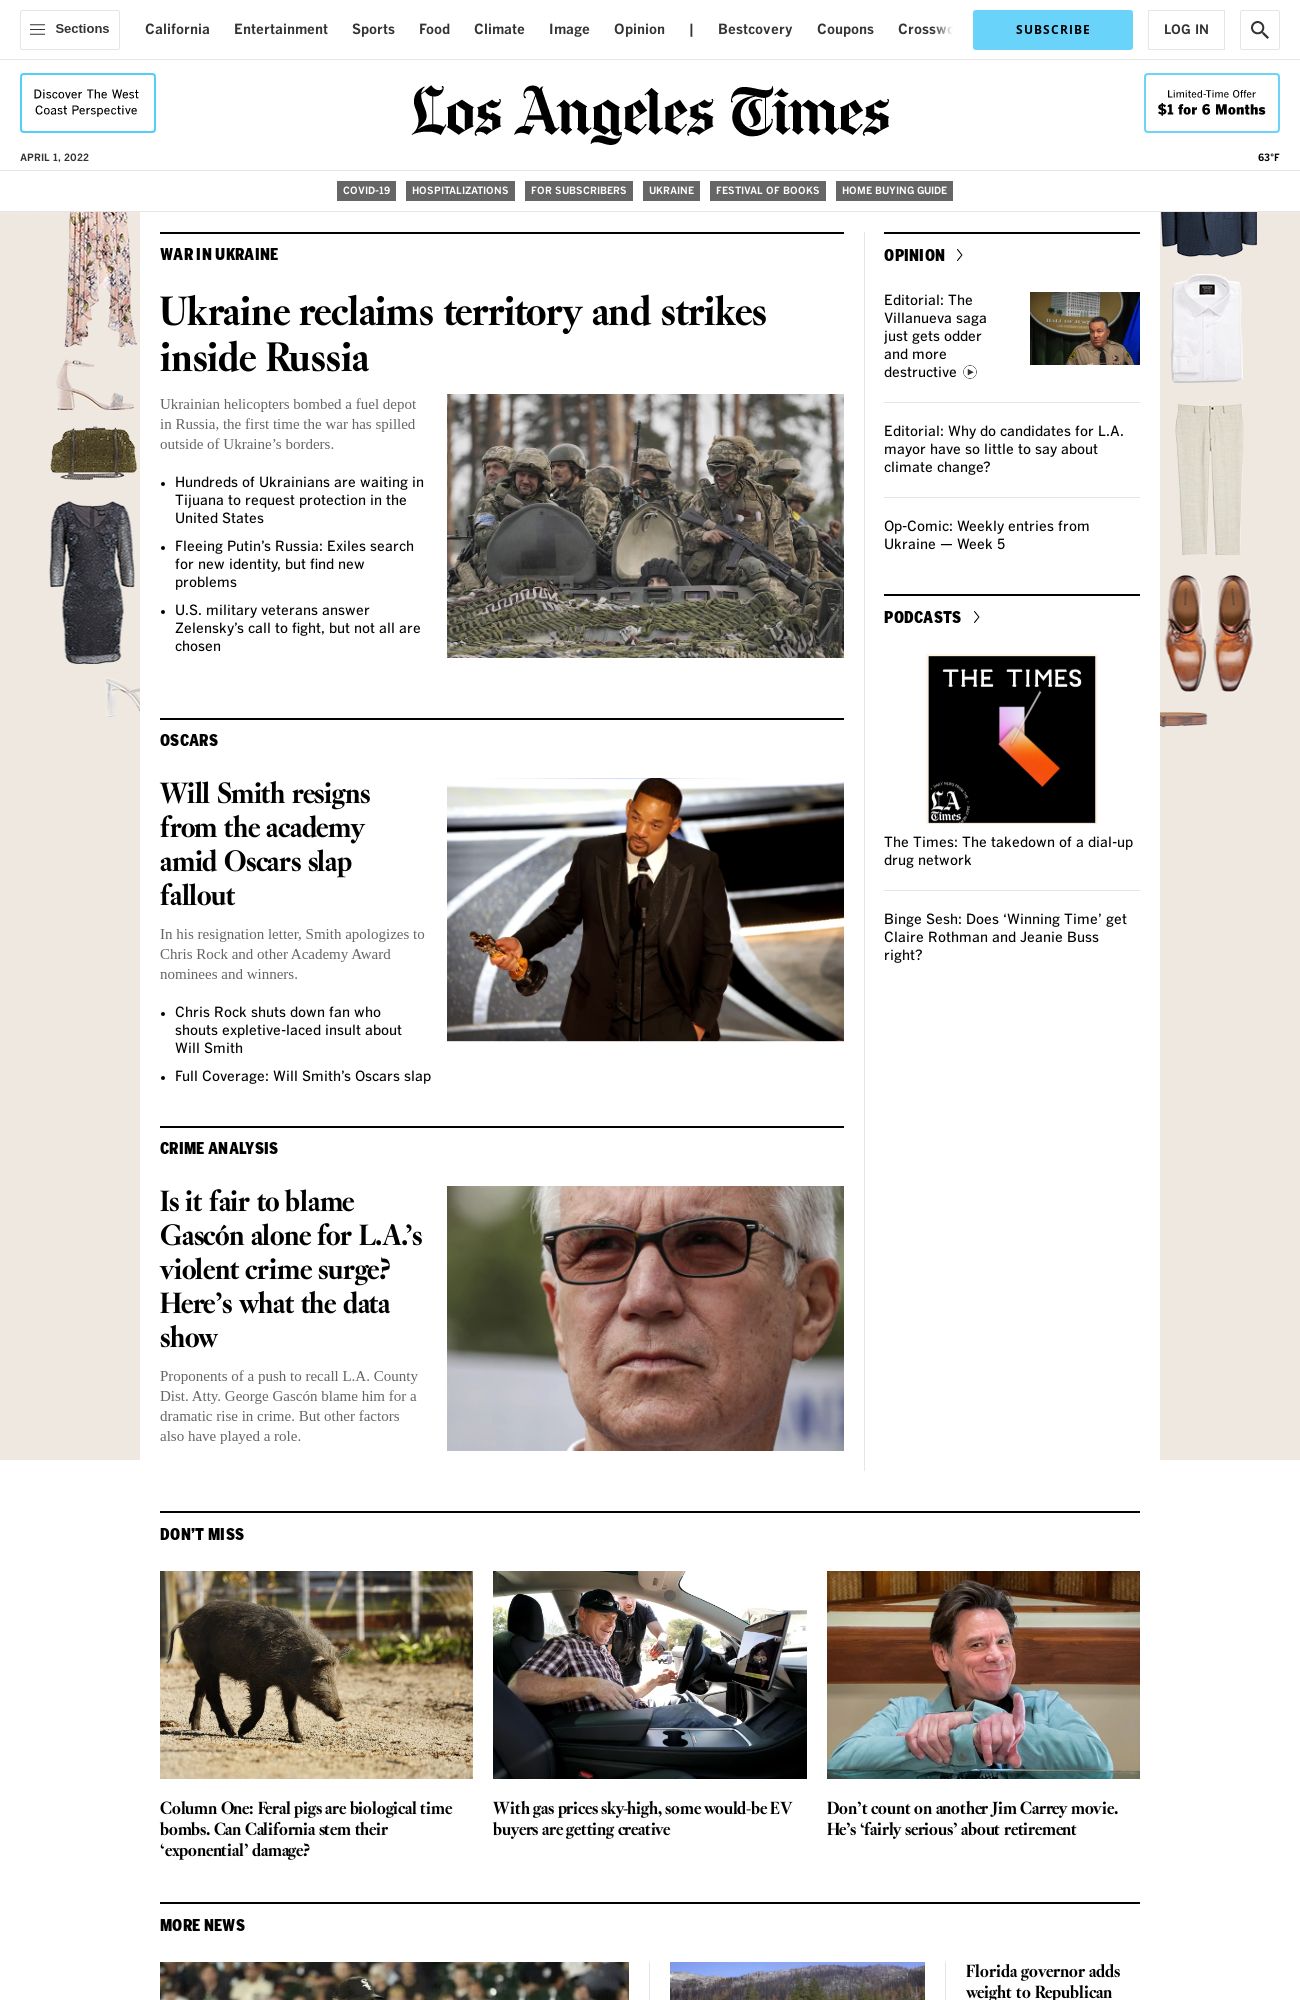 Sections
California Entertainment Sports Food Climate Image Opinion | Bestcovery Coupons
SUBSCRIBE
LOG IN
Discover The West
Coast Perspective
Los Angeles Times
Limited-Time Offer
$1 for 6 Months
APRIL 1, 2022
63°F
COVID-19 HOSPITALIZATIONS FOR SUBSCRIBERS UKRAINE FESTIVAL OF BOOKS HOME BUYING GUIDE
WAR IN UKRAINE
Ukraine reclaims territory and strikes
inside Russia
Ukrainian helicopters bombed a fuel depot
in Russia, the first time the war has spilled
outside of Ukraine’s borders.
• Hundreds of Ukrainians are waiting in
Tijuana to request protection in the
United States
• Fleeing Putin’s Russia: Exiles search
for new identity, but find new
problems
• U.S. military veterans answer
Zelensky’s call to fight, but not all are
chosen
OSCARS
Will Smith resigns
from the academy
amid Oscars slap
fallout
In his resignation letter, Smith apologizes to
Chris Rock and other Academy Award
nominees and winners.
• Chris Rock shuts down fan who
shouts expletive-laced insult about
Will Smith
• Full Coverage: Will Smith’s Oscars slap
CRIME ANALYSIS
Is it fair to blame
Gascón alone for L.A.’s
violent crime surge?
Here’s what the data
show
Proponents of a push to recall L.A. County
Dist. Atty. George Gascón blame him for a
dramatic rise in crime. But other factors
also have played a role.
OPINION
Editorial: The
Villanueva saga
just gets odder
and more
destructive
Editorial: Why do candidates for L.A.
mayor have so little to say about
climate change?
Op-Comic: Weekly entries from
Ukraine — Week 5
PODCASTS
THE TIMES
LA
Times
The Times: The takedown of a dial-up
drug network
Binge Sesh: Does ‘Winning Time’ get
Claire Rothman and Jeanie Buss
right?
DON’T MISS
Column One: Feral pigs are biological time
bombs. Can California stem their
‘exponential’ damage?
With gas prices sky-high, some would-be EV
buyers are getting creative
Don’t count on another Jim Carrey movie.
He’s ‘fairly serious’ about retirement
MORE NEWS
Florida governor adds
weight to Republican